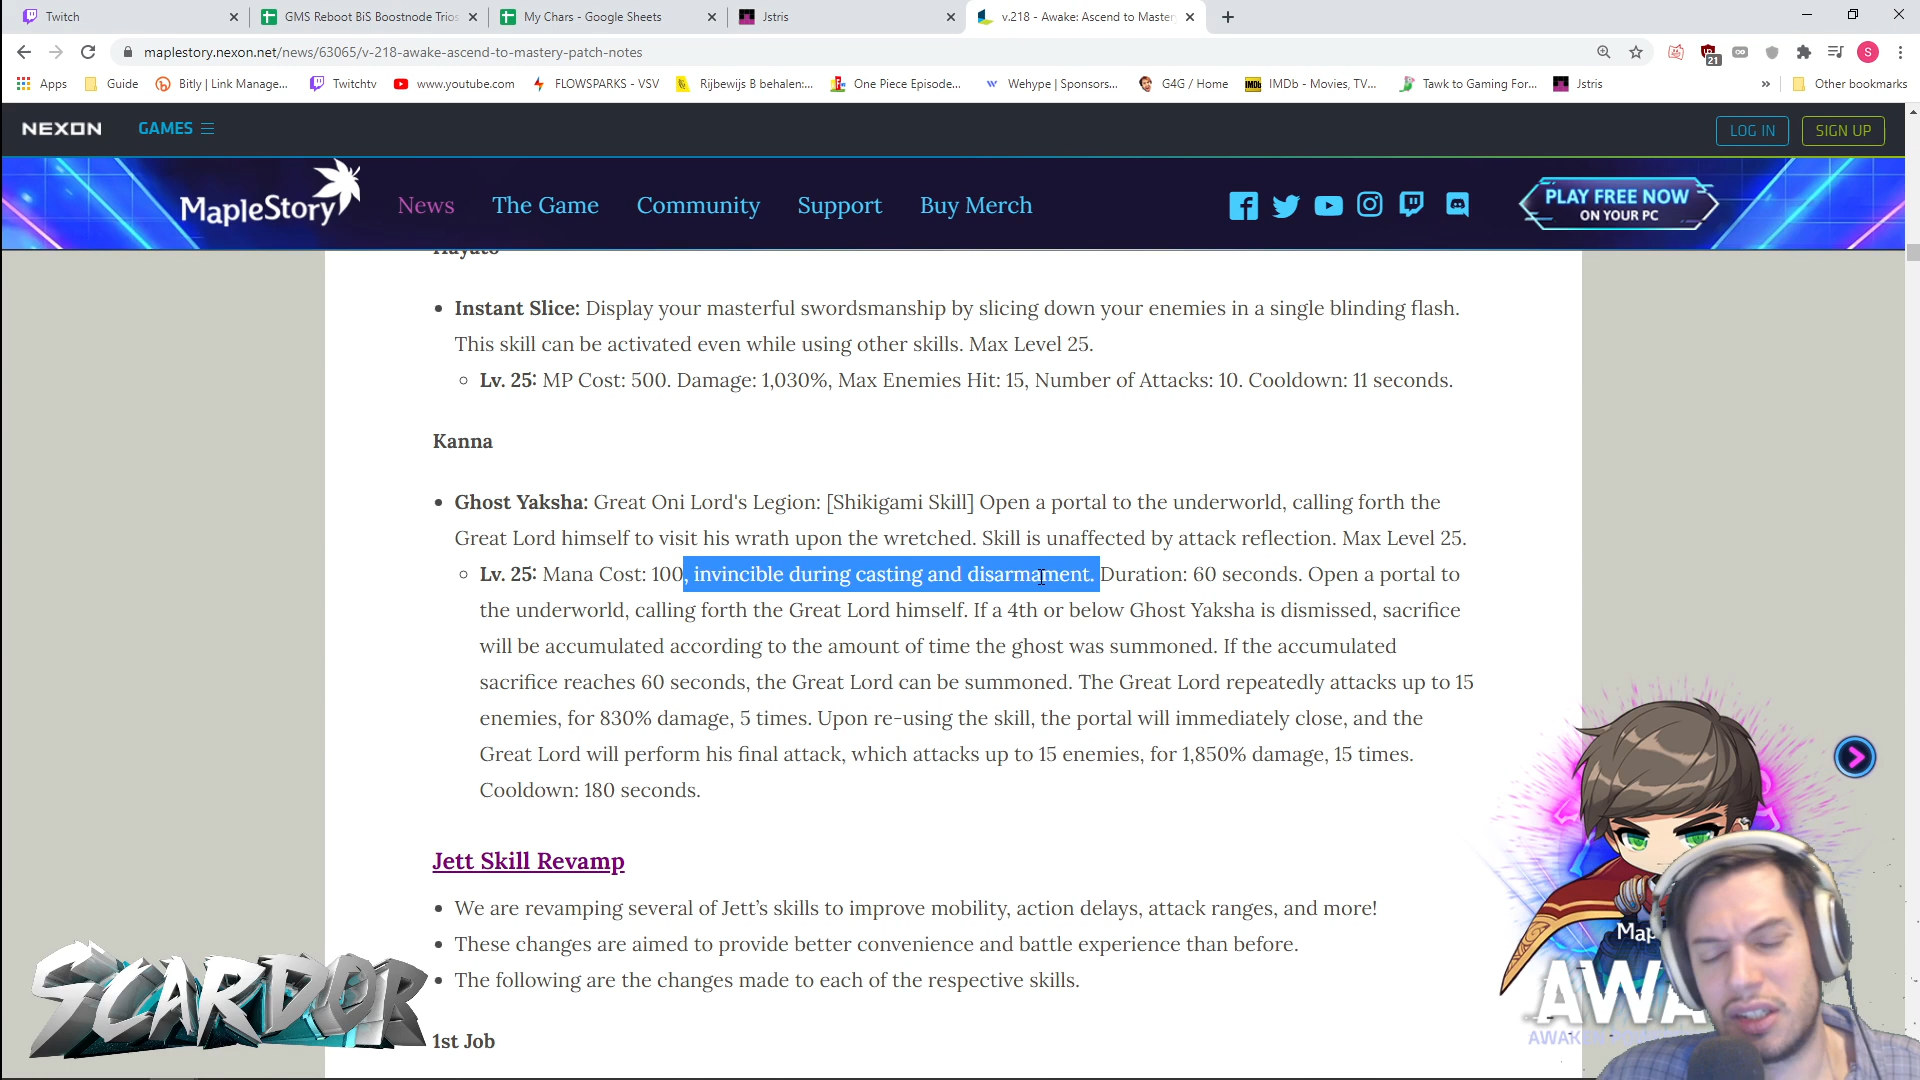 Twitch
GMS Reboot BiS Boostnode Trios
My Chars - Google Sheets
Jstris
v.218 - Awake: Ascend to Master
maplestory.nexon.net/news/63065/v-218-awake-ascend-to-mastery-patch-notes
21
S
Apps
Guide
Bitly | Link Manage...
Twitchtv
www.youtube.com
FLOWSPARKS - VSV
Rijbewijs B behalen:...
One Piece Episode...
Wehype | Sponsors...
G4G / Home
IMDb - Movies, TV...
Tawk to Gaming For...
Jstris
»
Other bookmarks
NEXON
GAMES
LOG IN
SIGN UP
MapleStory
News
The Game
Community
Support
Buy Merch
PLAY FREE NOW
ON YOUR PC
Hayato
• Instant Slice: Display your masterful swordsmanship by slicing down your enemies in a single blinding flash.
This skill can be activated even while using other skills. Max Level 25.
Lv. 25: MP Cost: 500. Damage: 1,030%, Max Enemies Hit: 15, Number of Attacks: 10. Cooldown: 11 seconds.
Kanna
• Ghost Yaksha: Great Oni Lord's Legion: [Shikigami Skill] Open a portal to the underworld, calling forth the
Great Lord himself to visit his wrath upon the wretched. Skill is unaffected by attack reflection. Max Level 25.
Lv. 25: Mana Cost: 100, invincible during casting and disarmament. Duration: 60 seconds. Open a portal to
the underworld, calling forth the Great Lord himself. If a 4th or below Ghost Yaksha is dismissed, sacrifice
will be accumulated according to the amount of time the ghost was summoned. If the accumulated
sacrifice reaches 60 seconds, the Great Lord can be summoned. The Great Lord repeatedly attacks up to 15
enemies, for 830% damage, 5 times. Upon re-using the skill, the portal will immediately close, and the
Great Lord will perform his final attack, which attacks up to 15 enemies, for 1,850% damage, 15 times.
Cooldown: 180 seconds.
Jett Skill Revamp
• We are revamping several of Jett’s skills to improve mobility, action delays, attack ranges, and more!
• These changes are aimed to provide better convenience and battle experience than before.
• The following are the changes made to each of the respective skills.
1st Job
SCARDOR
Map
AWA